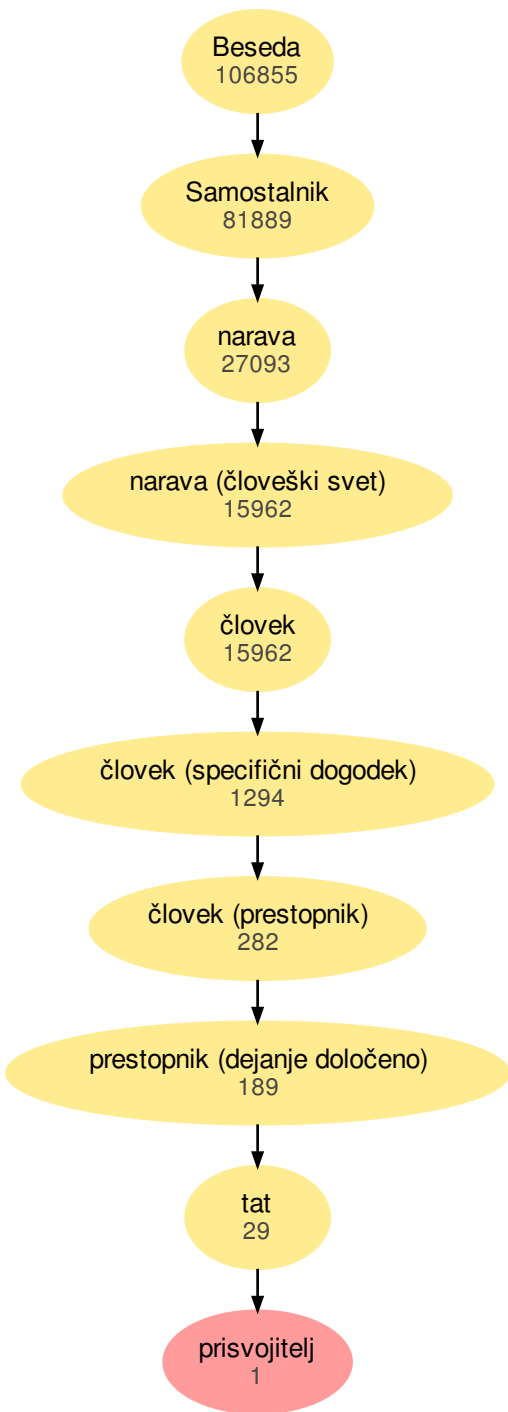 Beseda
106855
Samostalnik
81889
narava
27093
narava (človeški svet)
15962
človek
15962
človek (specifični dogodek)
1294
človek (prestopnik)
282
prestopnik (dejanje določeno)
189
tat
29
prisvojitelj
1